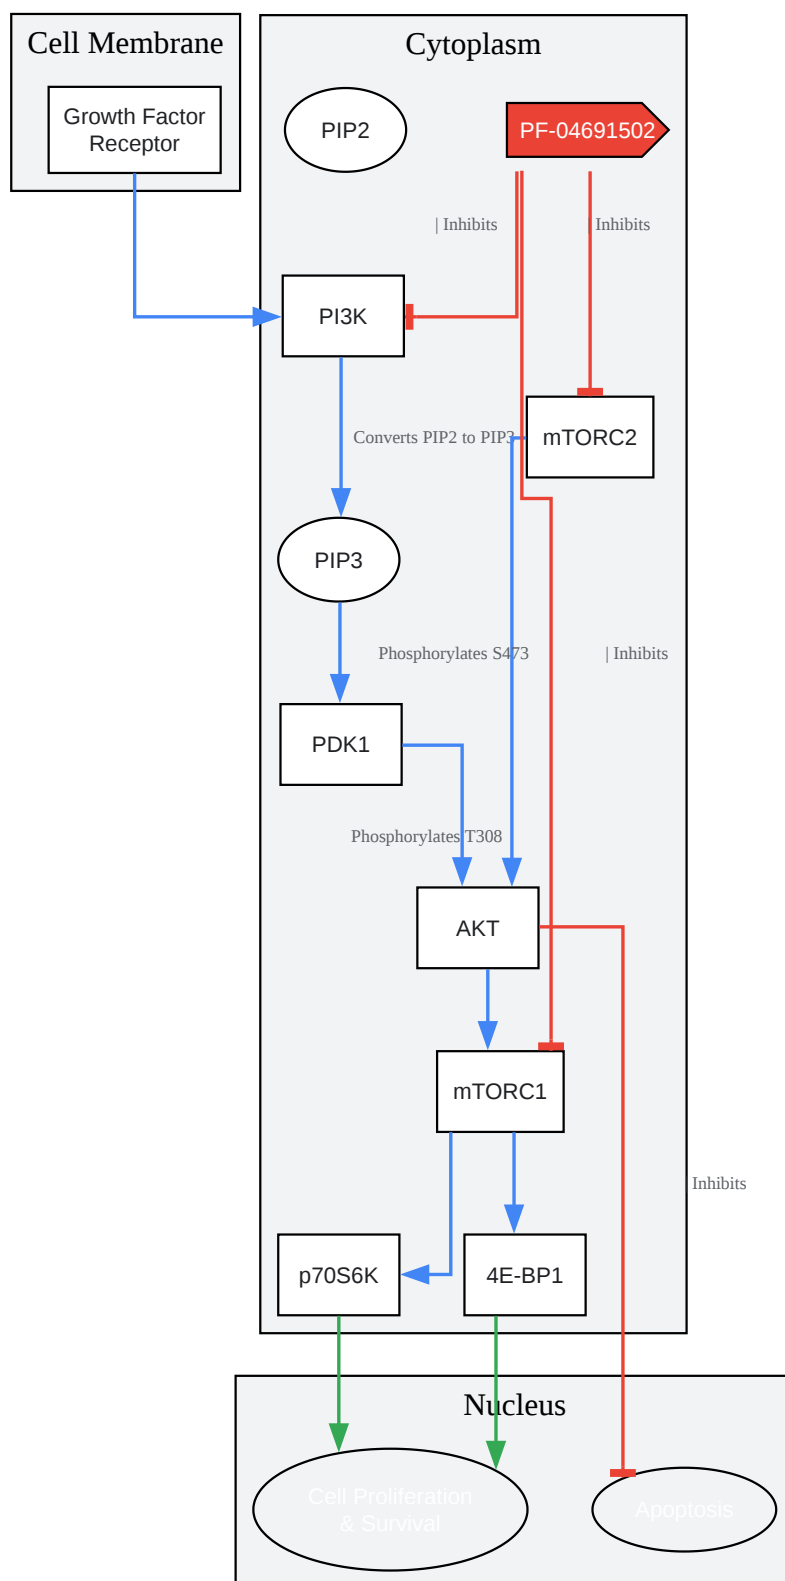 Cell Membrane
Growth Factor
Receptor
Cytoplasm
PIP2
PF-04691502
| Inhibits
| Inhibits
PI3K
Converts PIP2 to PIP3
mTORC2
PIP3
Phosphorylates S473
| Inhibits
PDK1
Phosphorylates T308
AKT
mTORC1
Inhibits
p70S6K
4E-BP1
Nucleus
Cell Proliferation
& Survival
Apoptosis